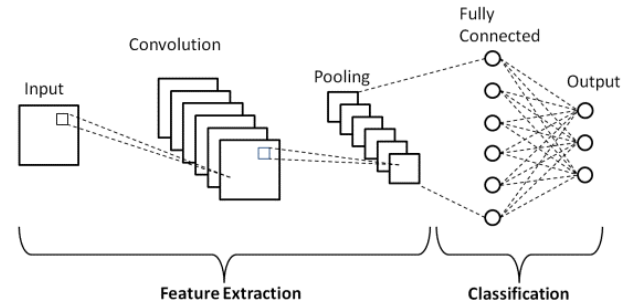 Input
Convolution
Pooling
Fully
Connected
Output
Feature Extraction
Classification